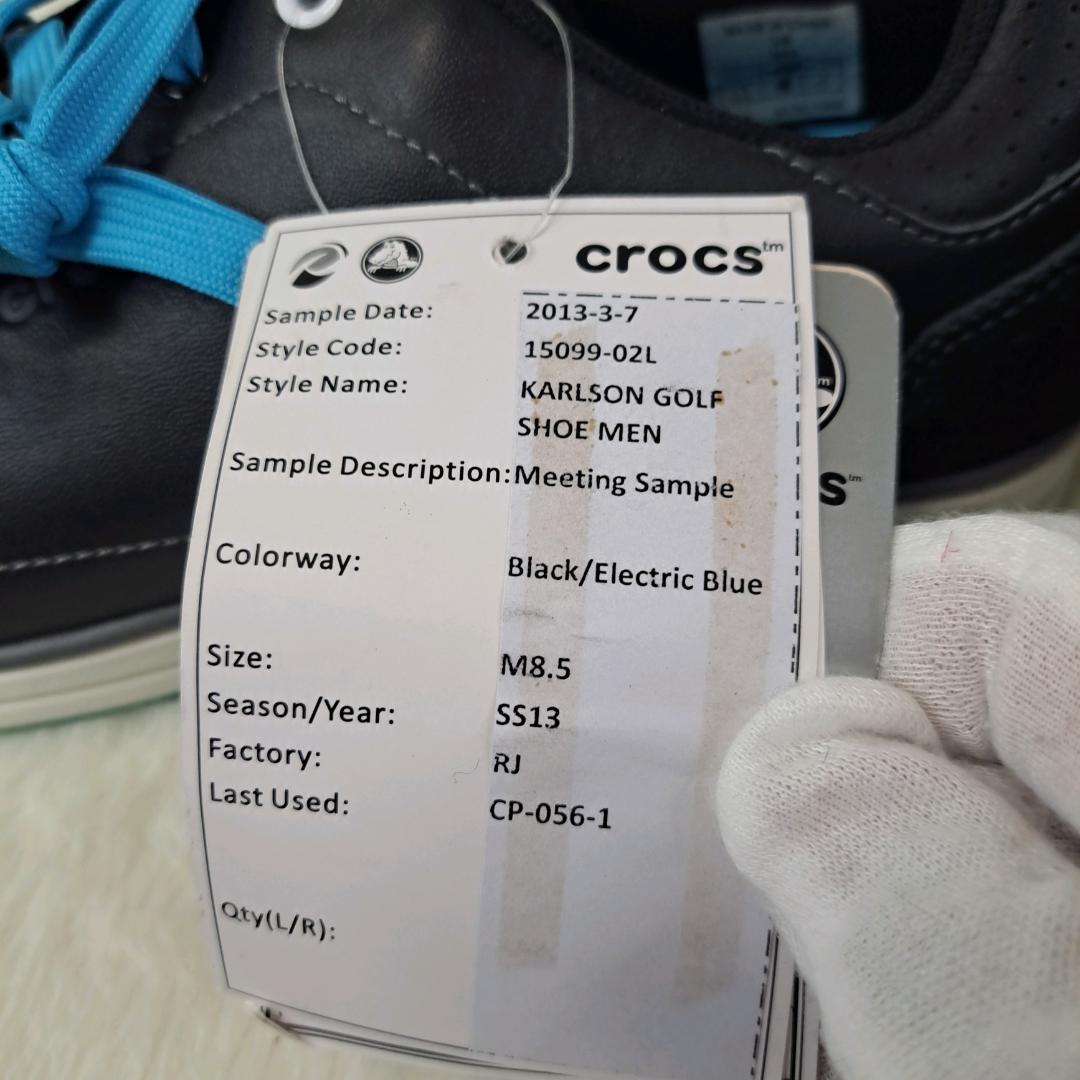 crocs™
Sample Date: 2013-3-7
Style Code: 15099-02L
Style Name: KARLSON GOLF
SHOE MEN
Sample Description: Meeting Sample
Colorway: Black/Electric Blue
Size: M8.5
Season/Year: SS13
Factory: RJ
Last Used: CP-056-1
Qty(L/R):
s™